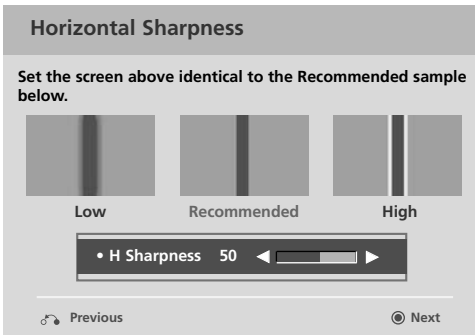 Horizontal Sharpness
Set the screen above identical to the Recommended sample
below.
Low Recommended High
• H Sharpness 50
Previous Next